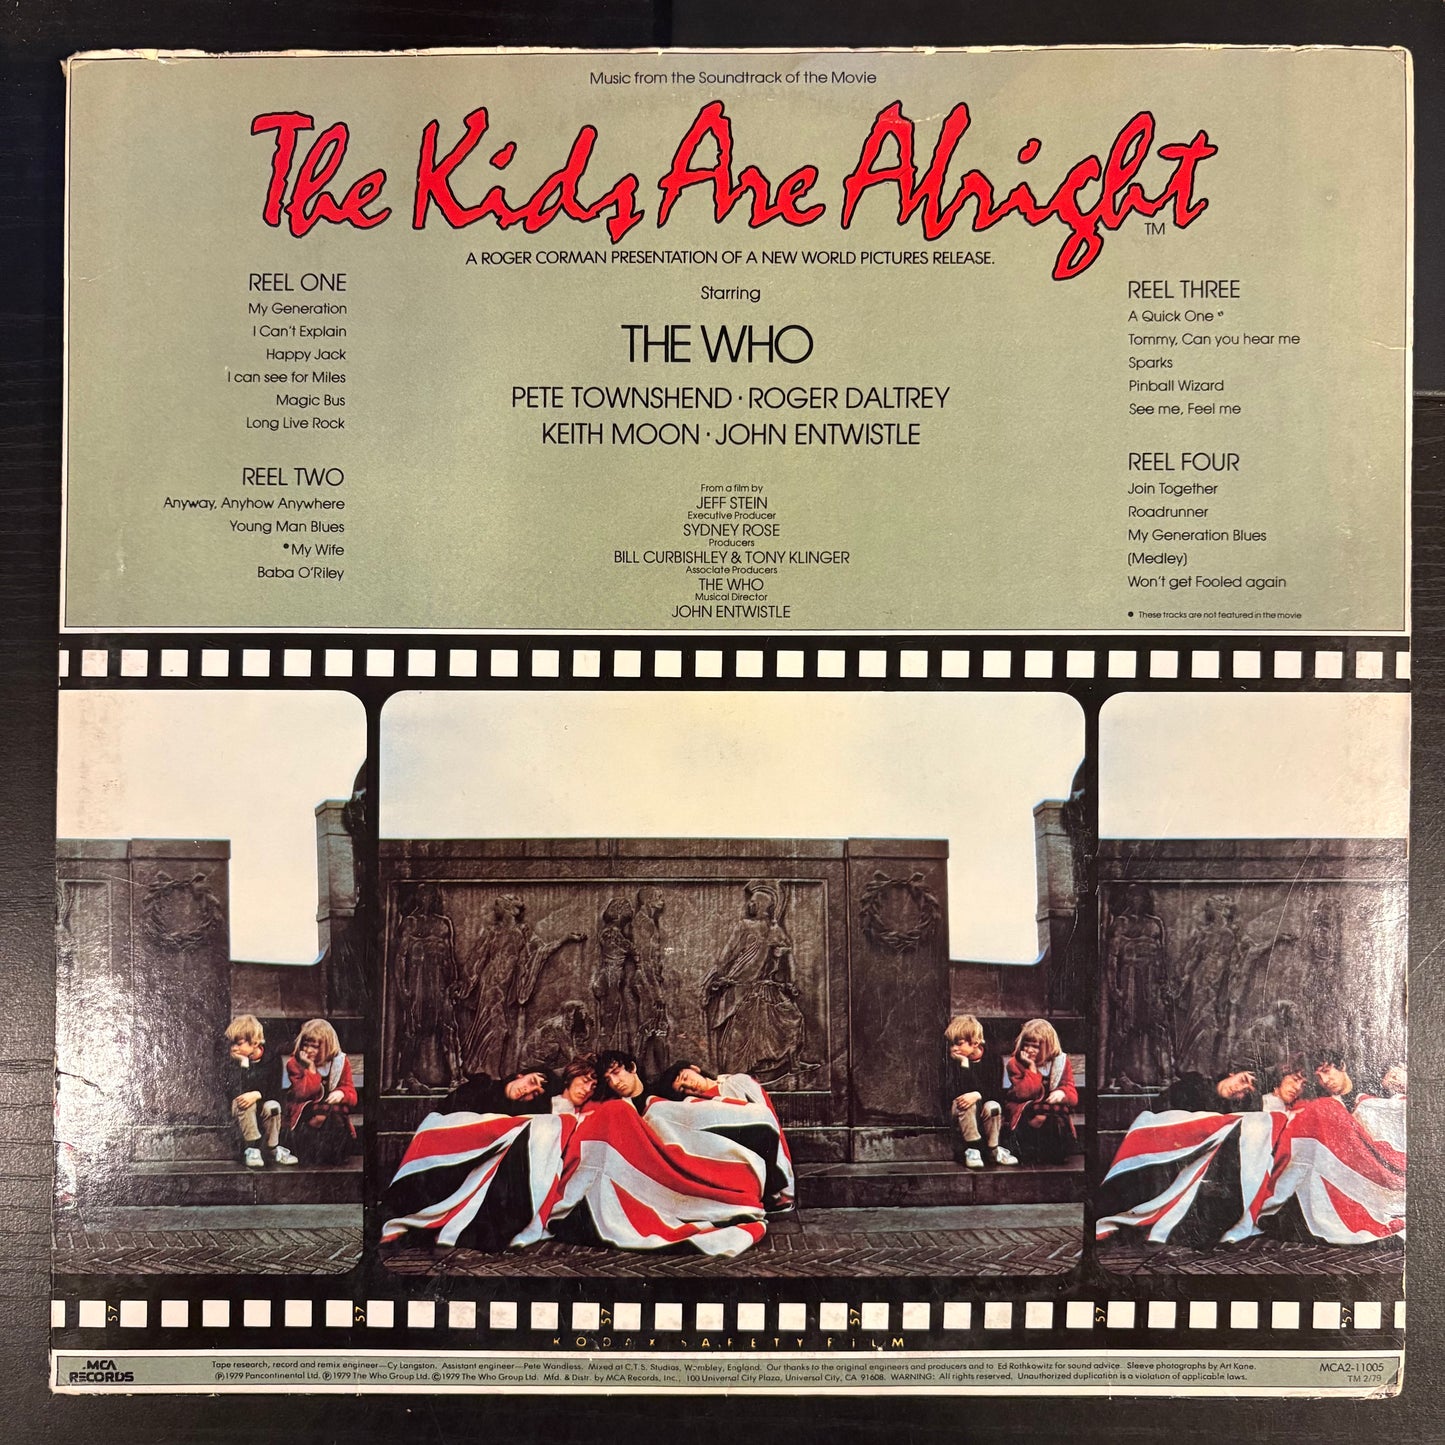 Music from the Soundtrack of the Movie
The Kids Are Alright
TM
A ROGER CORMAN PRESENTATION OF A NEW WORLD PICTURES RELEASE.
REEL ONE
My Generation
I Can't Explain
Happy Jack
I can see for Miles
Magic Bus
Long Live Rock
REEL TWO
Anyway, Anyhow Anywhere
Young Man Blues
• My Wife
Baba O'Riley
Starring
THE WHO
PETE TOWNSHEND · ROGER DALTREY
KEITH MOON · JOHN ENTWISTLE
From a film by
JEFF STEIN
Executive Producer
SYDNEY ROSE
Producers
BILL CURBISHLEY & TONY KLINGER
Associate Producers
THE WHO
Musical Director
JOHN ENTWISTLE
REEL THREE
A Quick One •
Tommy, Can you hear me
Sparks
Pinball Wizard
See me, Feel me
REEL FOUR
Join Together
Roadrunner
My Generation Blues
(Medley)
Won't get Fooled again
• These tracks are not featured in the movie
57 57 57 57 57 57
KODAK SAFETY FILM
MCA RECORDS
Tape research, record and remix engineer—Cy Langston. Assistant engineer—Pete Wandless. Mixed at C.T.S. Studios, Wembley, England. Our thanks to the original engineers and producers and to Ed Rothkowitz for sound advice. Sleeve photographs by Art Kane.
℗1979 Pancontinental Ltd. ℗1979 The Who Group Ltd. ©1979 The Who Group Ltd. Mfd. & Distr. by MCA Records, Inc., 100 Universal City Plaza, Universal City, CA 91608. WARNING: All rights reserved. Unauthorized duplication is a violation of applicable laws.
MCA2-11005
TM 2/79